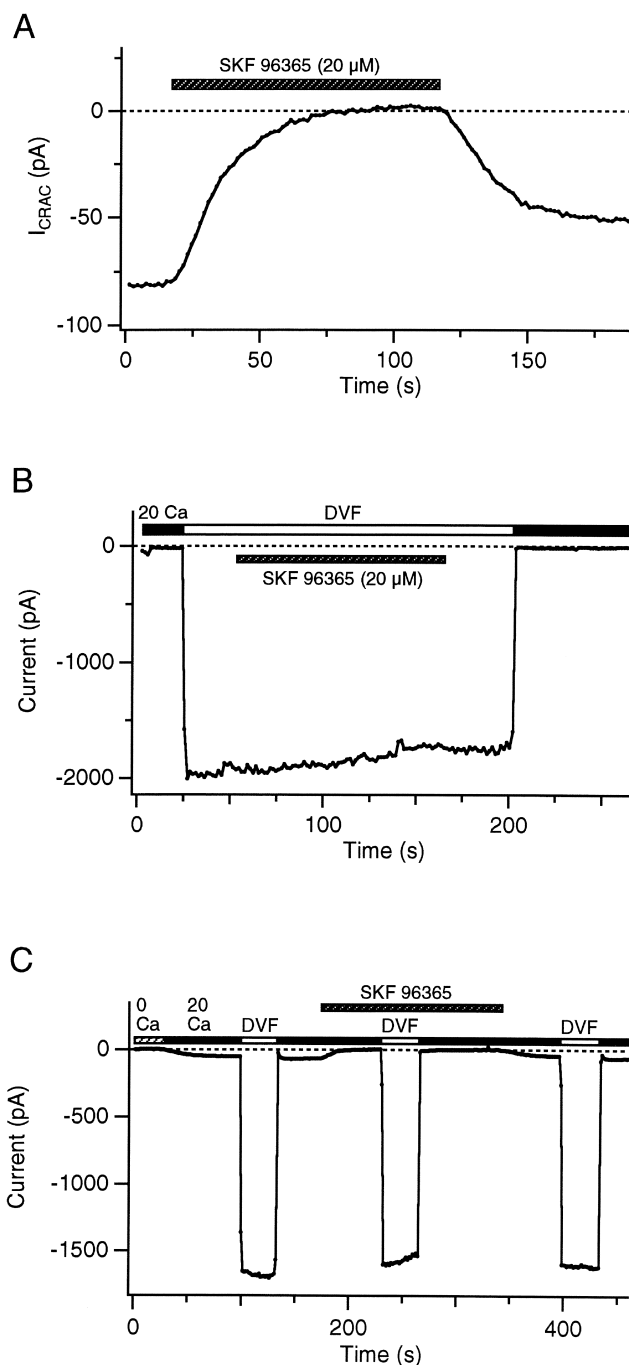 A
SKF 96365 (20 µM)
0
-50
-100
I_CRAC (pA)
0 50 100 150
Time (s)
B
20 Ca DVF
0
SKF 96365 (20 µM)
-1000
-2000
Current (pA)
0 100 200
Time (s)
C
SKF 96365
0 20
Ca Ca DVF DVF DVF
0
-500
-1000
-1500
Current (pA)
0 200 400
Time (s)